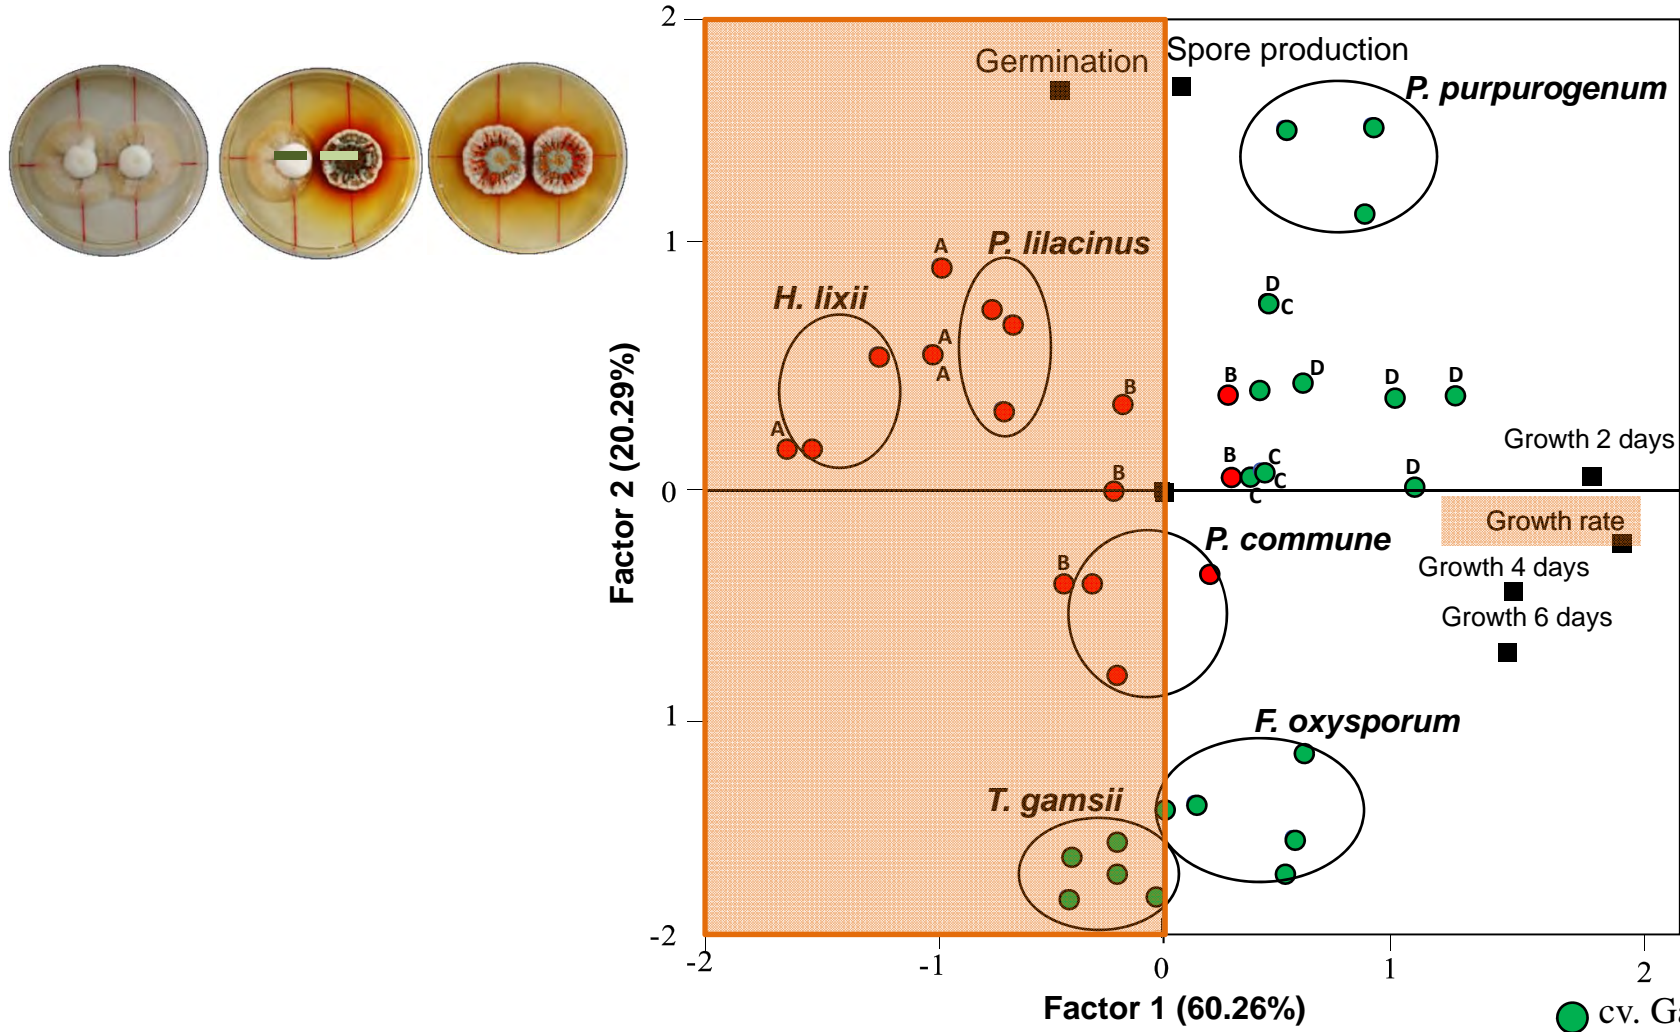 2
Germination
Spore production
P. purpurogenum
1
A
P. lilacinus
H. lixii
D
C
A
A
B
B
D
D
D
A
Growth 2 days
B
C
C
C
D
B
0
Growth rate
P. commune
B
Growth 4 days
Growth 6 days
Factor 2 (20.29%)
1
F. oxysporum
T. gamsii
-2
-2
-1
0
1
2
Factor 1 (60.26%)